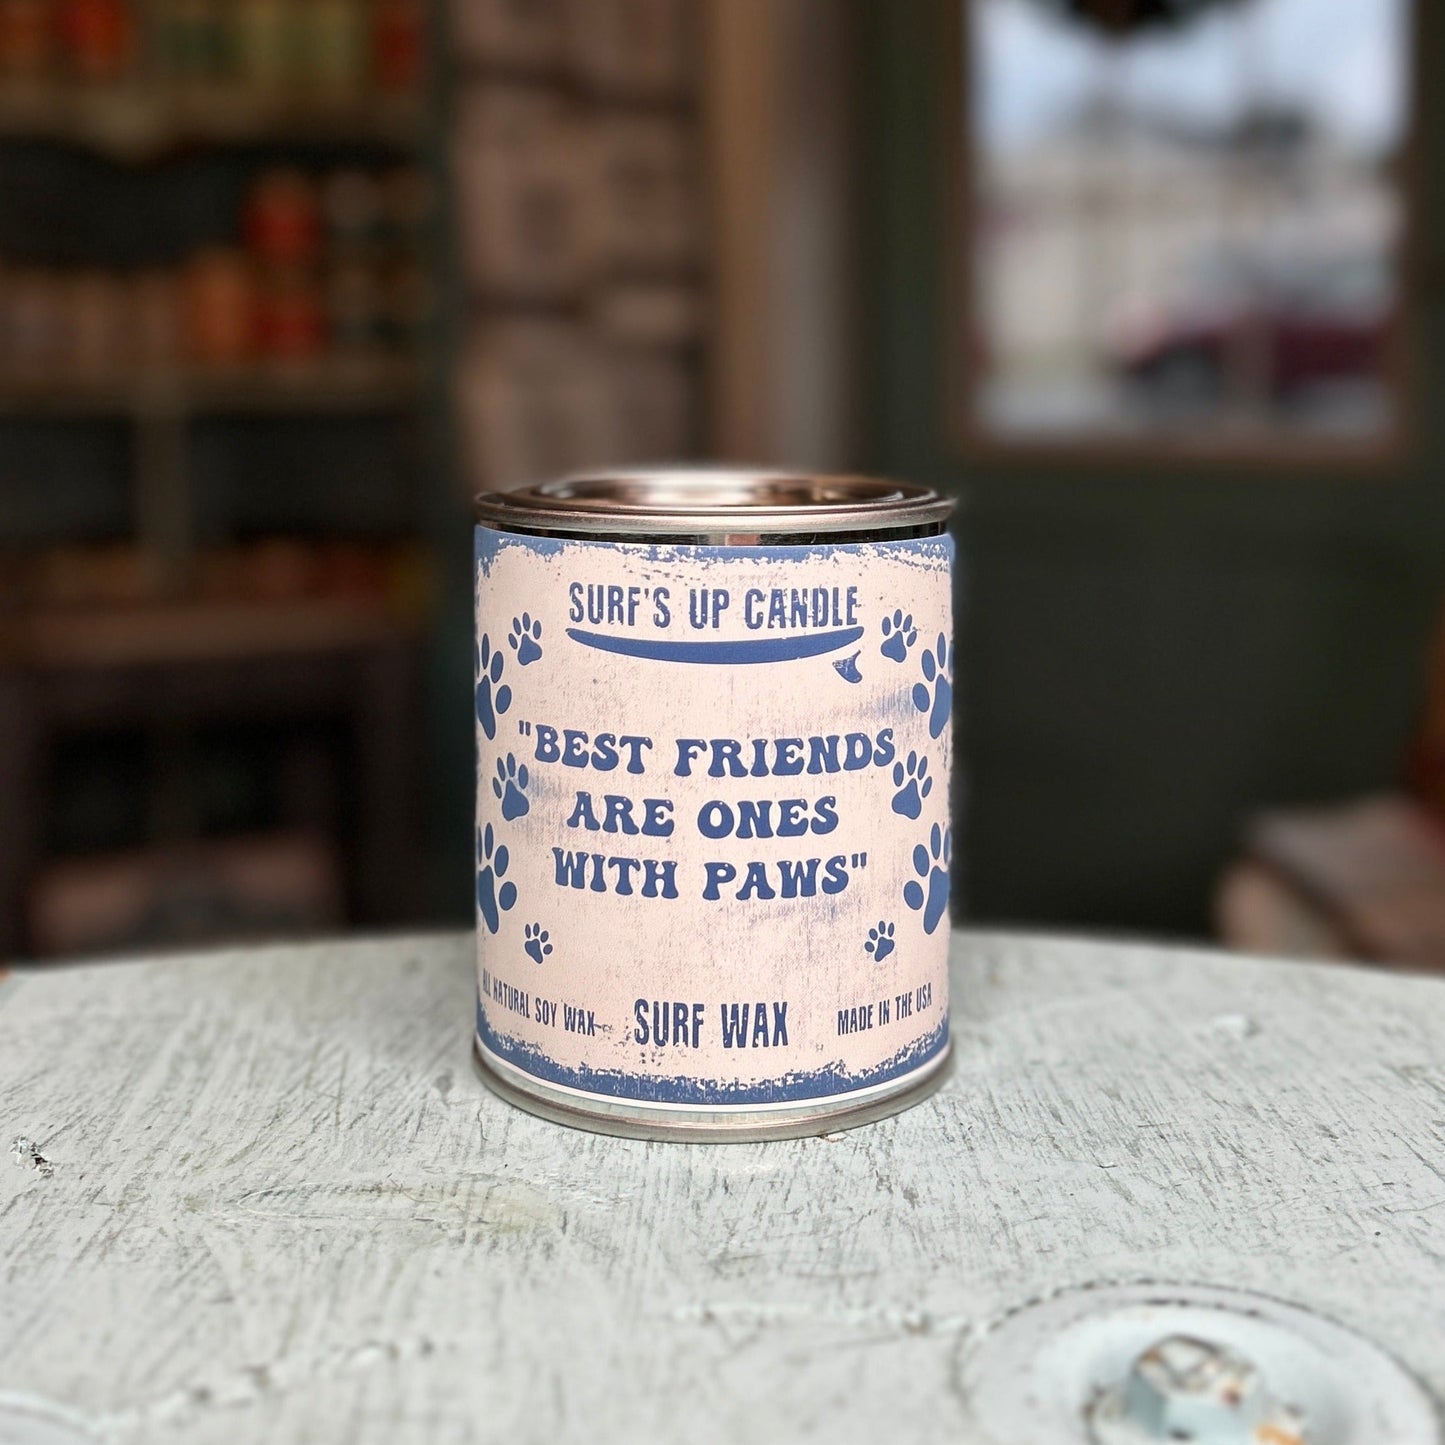 SURF'S UP CANDLE
"BEST FRIENDS
ARE ONES
WITH PAWS"
ALL NATURAL SOY WAX
SURF WAX
MADE IN THE USA